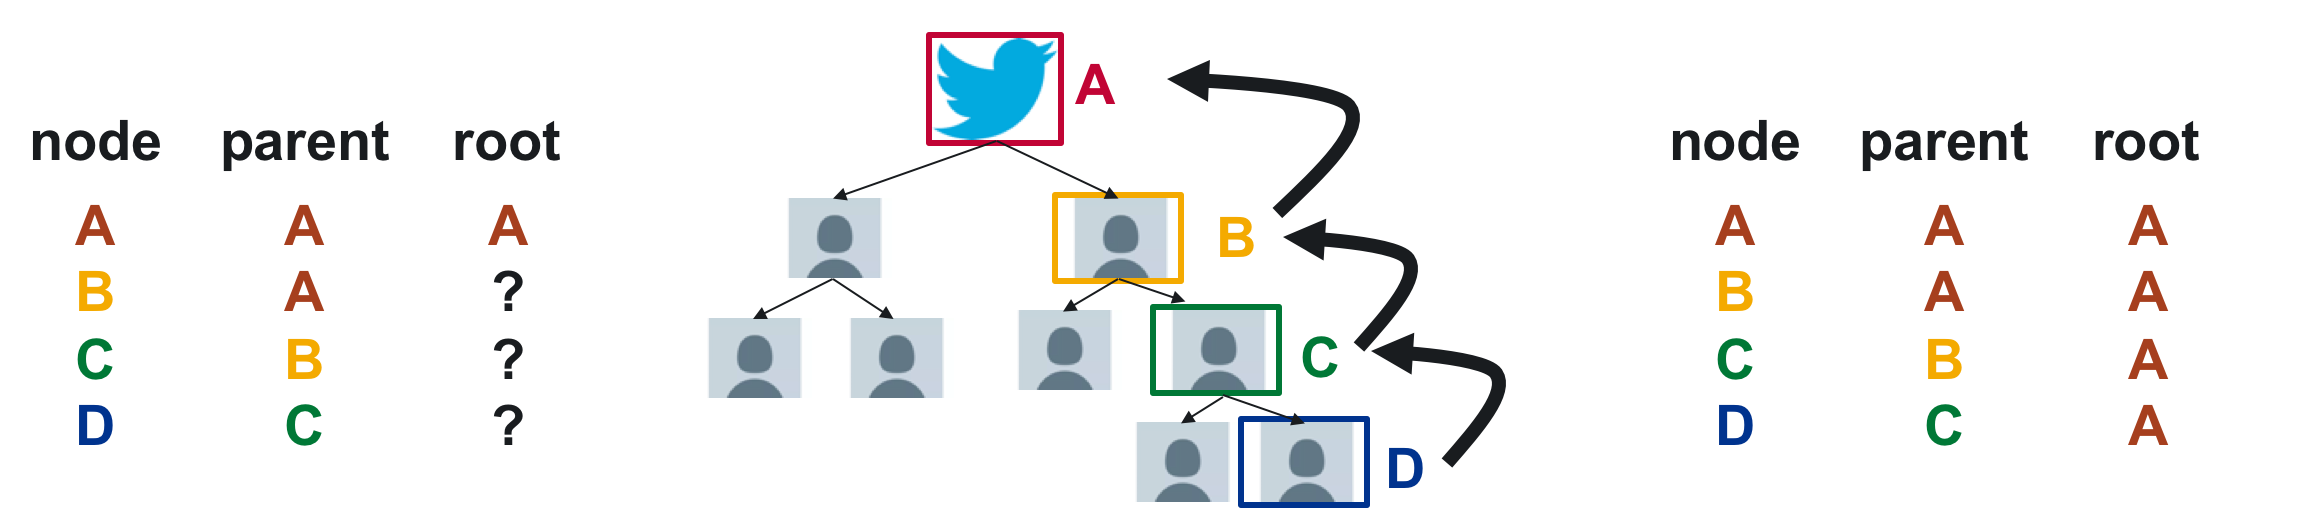 node parent root
A A A
B A ?
C B ?
D C ?
A
B
C
D
node parent root
A A A
B A A
C B A
D C A